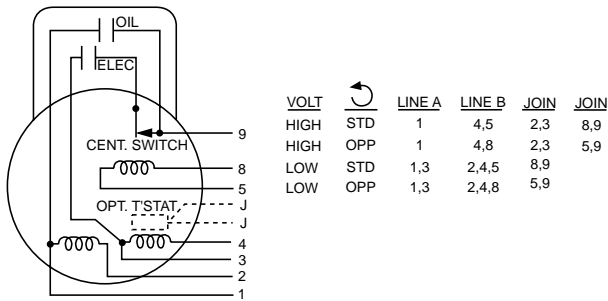 OIL
ELEC
9
CENT. SWITCH
8
5
OPT. T'STAT.
J
J
4
3
2
1
VOLT LINE A LINE B JOIN JOIN
HIGH STD 1 4,5 2,3 8,9
HIGH OPP 1 4,8 2,3 5,9
LOW STD 1,3 2,4,5 8,9
LOW OPP 1,3 2,4,8 5,9